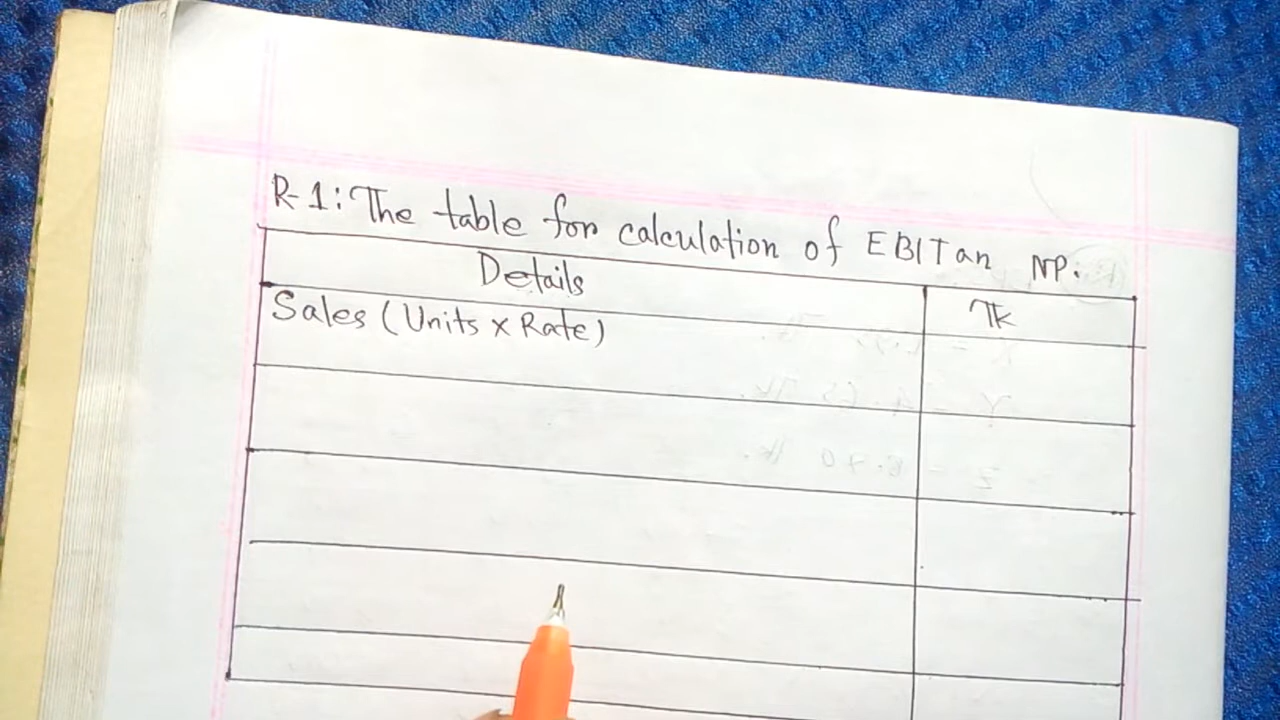 R-1: The table for calculation of EBIT an NP.
Details
Tk
Sales (Units x Rate)